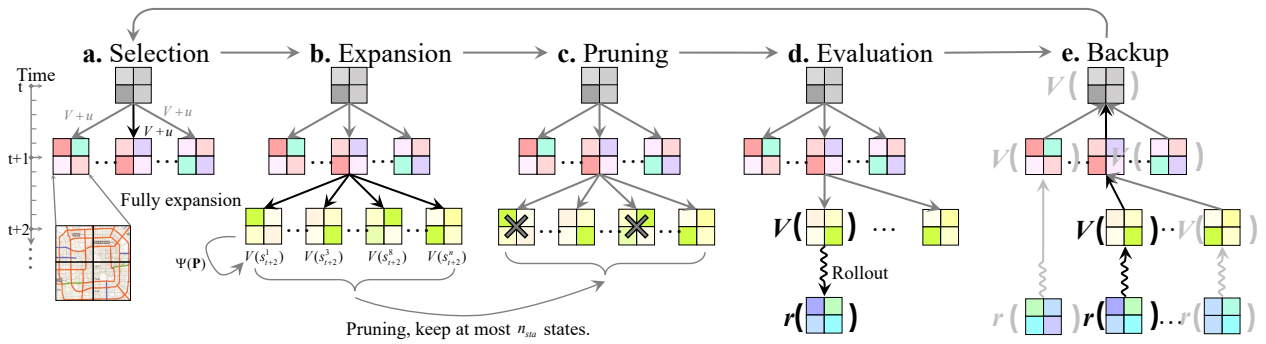 a. Selection
b. Expansion
c. Pruning
d. Evaluation
e. Backup
Time
t
V+u
V+u
V+u
V( )
t+1
... ...
... ...
... ...
... ...
V( ) ... V( )
Fully expansion
t+2
... ... ...
... ... ...
V( ) ...
V( ) ... V( )
Ψ(P)
V(s¹ₜ₊₂) V(s³ₜ₊₂) V(s⁸ₜ₊₂) V(sⁿₜ₊₂)
Rollout
Pruning, keep at most n_sta states.
r( )
r( ) r( ) ... r( )